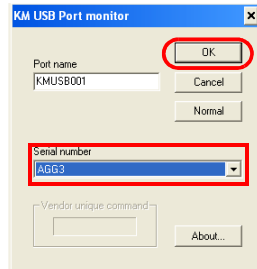 KM USB Port monitor
OK
Port name
KMUSB001
Cancel
Normal
Serial number
AGG3
Vendor unique command
About...